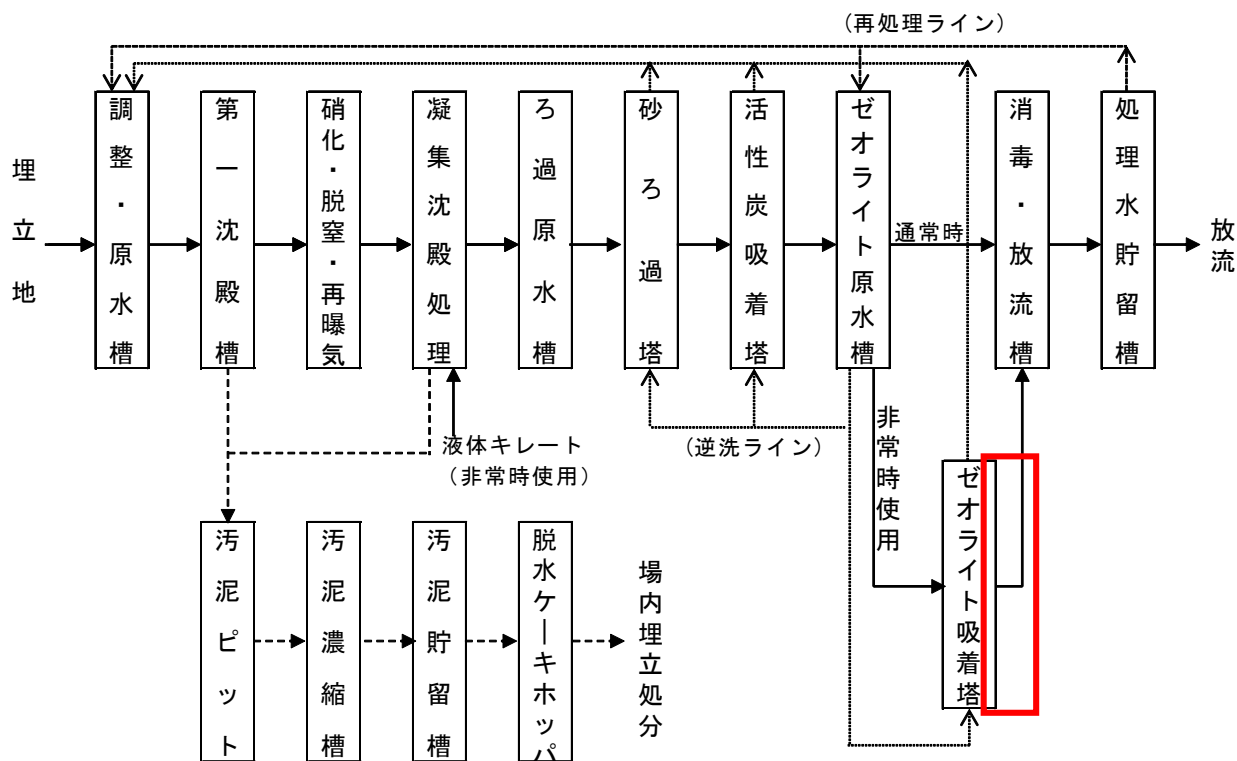 (再処理ライン)
埋立地
調整・原水槽
第一沈殿槽
硝化・脱窒・再曝気
凝集沈殿処理
ろ過原水槽
砂ろ過塔
活性炭吸着塔
ゼオライト原水槽
通常時
消毒・放流槽
処理水貯留槽
放流
液体キレート
(非常時使用)
(逆洗ライン)
非常時使用
ゼオライト吸着塔
汚泥ピット
汚泥濃縮槽
汚泥貯留槽
脱水ケーキホッパ
場内埋立処分